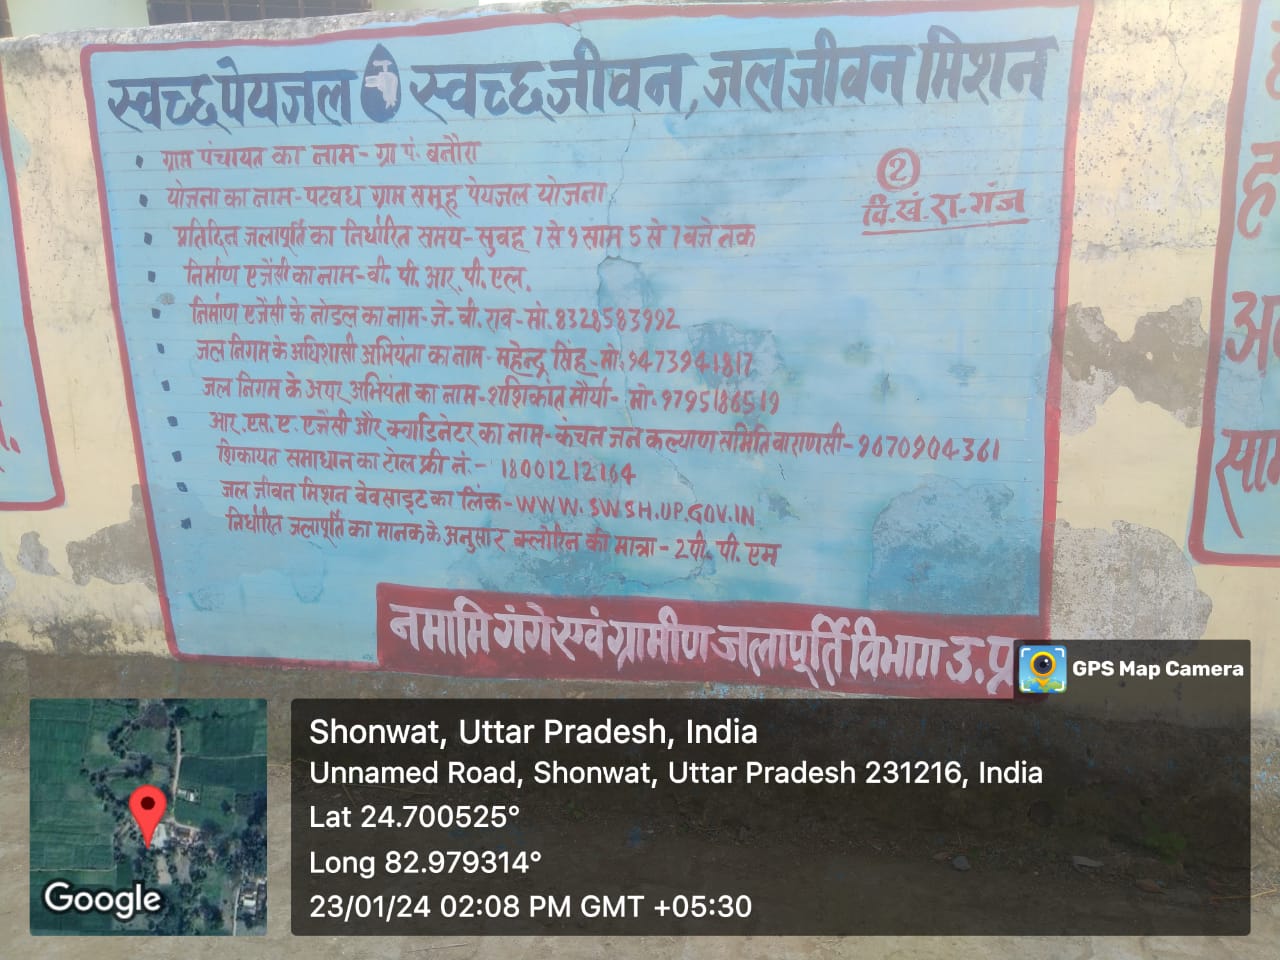 स्वच्छ पेयजल स्वच्छ जीवन, जल जीवन मिशन
② वि.खं.रा-गंज
• ग्राम पंचायत का नाम- ग्रा पं. बनौरा
• योजना का नाम- पटवध ग्राम समूह पेयजल योजना
• प्रतिदिन जलापूर्ति का निर्धारित समय- सुवह 7 से 9 साम 5 से 7 बजे तक
• निर्माण एजेंसी का नाम- बी. पी. आर. पी. एल.
• निर्माण एजेंसी के नोडल का नाम- जे. बी. राव- मो. 8328583992
• जल निगम के अधिशासी अभियंता का नाम- महेन्द्र सिंह- मो. 9473941817
• जल निगम के अपर अभियंता का नाम- शशिकांत मौर्या- मो. 9795186519
• आर. एस. ए. एजेंसी और क्वाडिनेटर का नाम- कंचन जन कल्याण समिति वाराणसी- 9670904361
• शिकायत समाधान का टोल फ्री नं.- 18001212164
• जल जीवन मिशन बेवसाइट का लिंक- WWW.SWSH.UP.GOV.IN
• निर्धारित जलापूर्ति का मानक के अनुसार क्लोरिन की मात्रा- 2 पी. पी. एम
नमामि गंगे एवं ग्रामीण जलापूर्ति विभाग उ.प्र
GPS Map Camera
Shonwat, Uttar Pradesh, India
Unnamed Road, Shonwat, Uttar Pradesh 231216, India
Lat 24.700525°
Long 82.979314°
23/01/24 02:08 PM GMT +05:30
Google